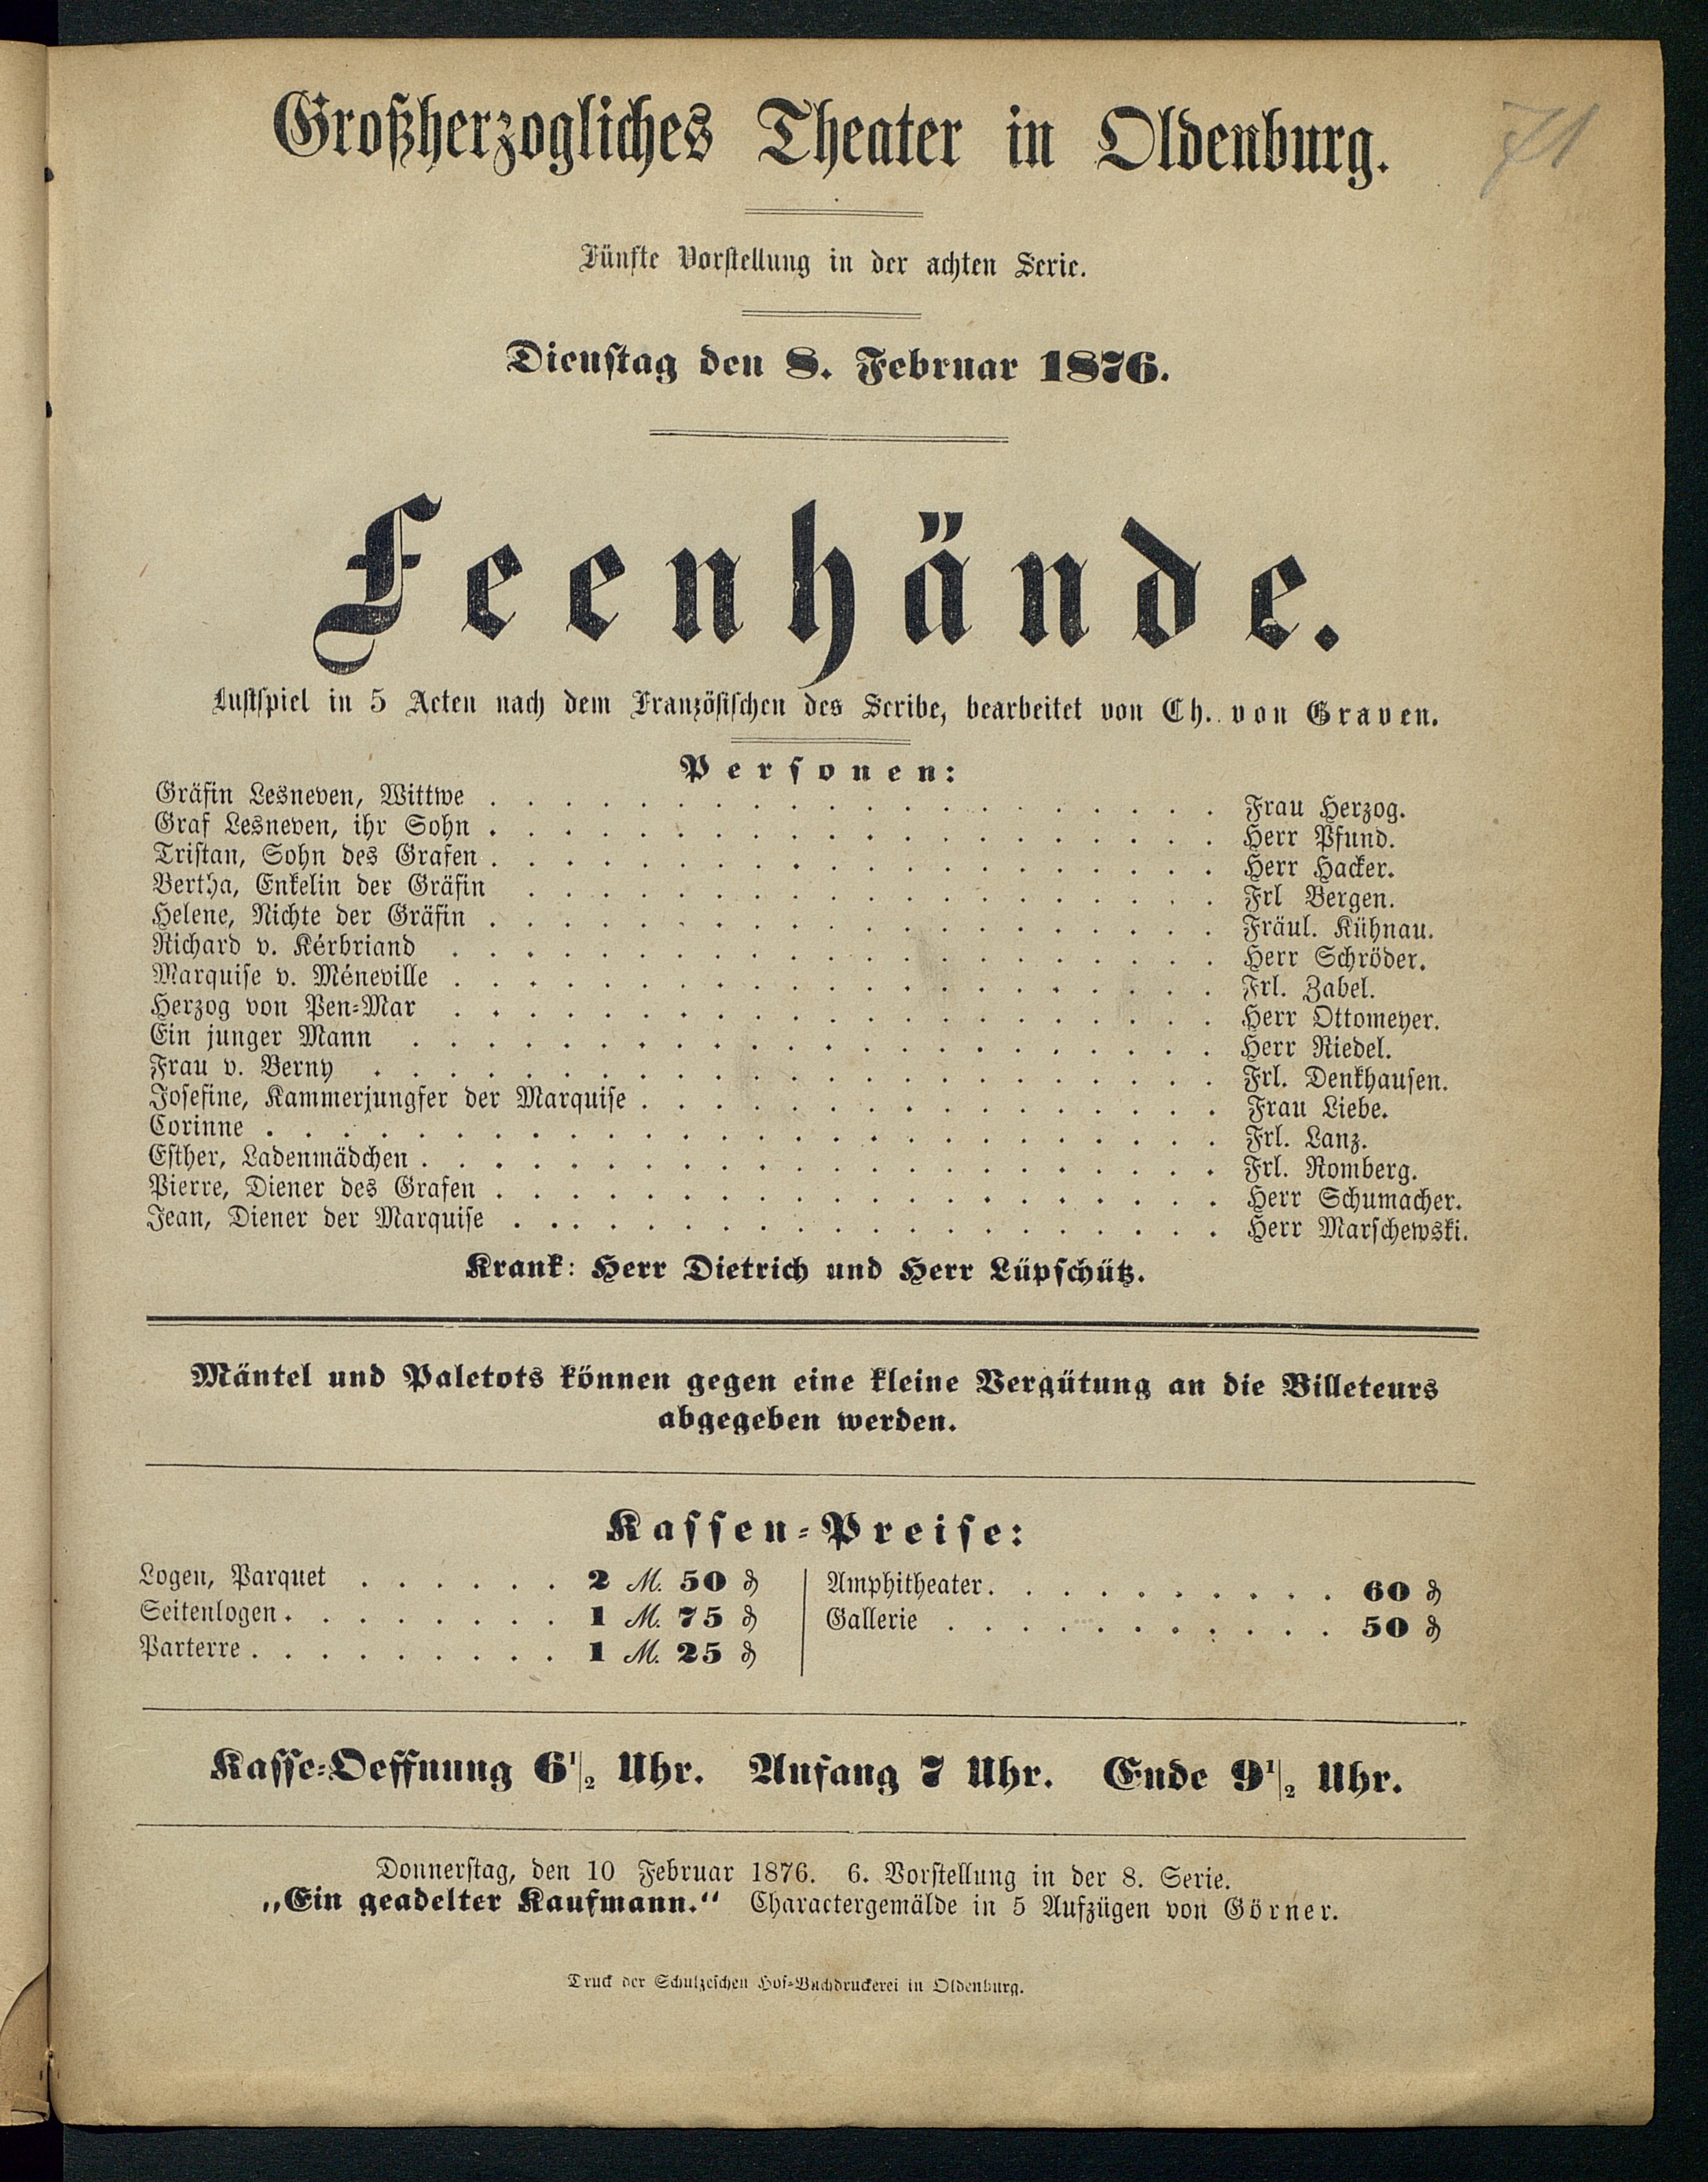 Großherzogliches Theater in Oldenburg.
71
Fünfte Vorstellung in der achten Serie.
Dienstag den 8. Februar 1876.
Feenhände.
Lustspiel in 5 Acten nach dem Französischen des Scribe, bearbeitet von Ch. von Graven.
Personen:
Gräfin Lesneven, Wittwe . . . . . . . . . . Frau Herzog.
Graf Lesneven, ihr Sohn . . . . . . . . . . Herr Pfund.
Tristan, Sohn des Grafen . . . . . . . . . . Herr Hacker.
Bertha, Enkelin der Gräfin . . . . . . . . . . Frl Bergen.
Helene, Nichte der Gräfin . . . . . . . . . . Fräul. Kühnau.
Richard v. Kérbriand . . . . . . . . . . Herr Schröder.
Marquise v. Méneville . . . . . . . . . . Frl. Zabel.
Herzog von Pen-Mar . . . . . . . . . . Herr Ottomeyer.
Ein junger Mann . . . . . . . . . . Herr Riedel.
Frau v. Berny . . . . . . . . . . Frl. Denkhausen.
Josefine, Kammerjungfer der Marquise . . . . . . . . . . Frau Liebe.
Corinne . . . . . . . . . . Frl. Lanz.
Esther, Ladenmädchen . . . . . . . . . . Frl. Romberg.
Pierre, Diener des Grafen . . . . . . . . . . Herr Schumacher.
Jean, Diener der Marquise . . . . . . . . . . Herr Marschewski.
Krank: Herr Dietrich und Herr Lüpschütz.
Mäntel und Paletots können gegen eine kleine Vergütung an die Billeteurs
abgegeben werden.
Kassen-Preise:
Logen, Parquet . . . . . . 2 M. 50 ₰
Seitenlogen . . . . . . . . 1 M. 75 ₰
Parterre . . . . . . . . . 1 M. 25 ₰
Amphitheater . . . . . . . . . . 60 ₰
Gallerie . . . . . . . . . . . 50 ₰
Kasse-Oeffnung 6 1/2 Uhr. Anfang 7 Uhr. Ende 9 1/2 Uhr.
Donnerstag, den 10 Februar 1876. 6. Vorstellung in der 8. Serie.
„Ein geadelter Kaufmann.“ Charactergemälde in 5 Aufzügen von Görner.
Druck der Schulzeschen Hof-Buchdruckerei in Oldenburg.